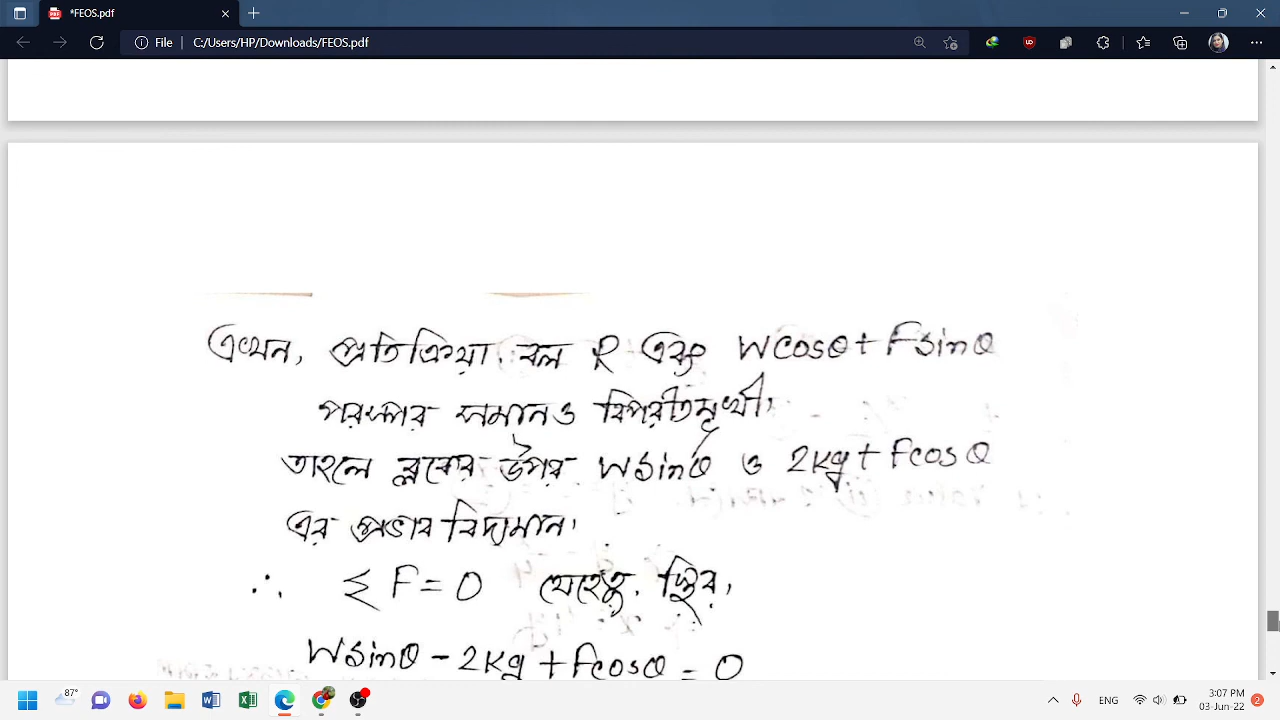 *FEOS.pdf
File C:/Users/HP/Downloads/FEOS.pdf
এখন, প্রতিক্রিয়া বল R এবং Wcosθ + Fsinθ
পরস্পর সমান ও বিপরীতমুখী,
তাহলে ব্লকের উপর Wsinθ ও 2kg + Fcosθ
এর প্রভাব বিদ্যমান,
∴ Σ F = 0 যেহেতু, স্থির,
Wsinθ - 2kg + Fcosθ = 0
87°
ENG
3:07 PM
03-Jun-22
2